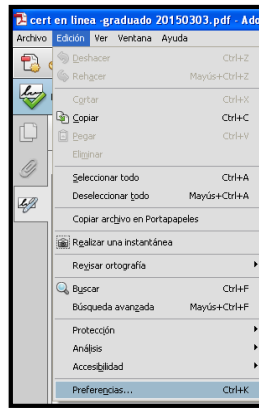 cert en linea -graduado 20150303.pdf - Ado
Archivo Edición Ver Ventana Ayuda
Deshacer Ctrl+Z
Rehacer Mayús+Ctrl+Z
Cortar Ctrl+X
Copiar Ctrl+C
Pegar Ctrl+V
Eliminar
Seleccionar todo Ctrl+A
Deseleccionar todo Mayús+Ctrl+A
Copiar archivo en Portapapeles
Realizar una instantánea
Revisar ortografía
Buscar Ctrl+F
Búsqueda avanzada Mayús+Ctrl+F
Protección
Análisis
Accesibilidad
Preferencias... Ctrl+K